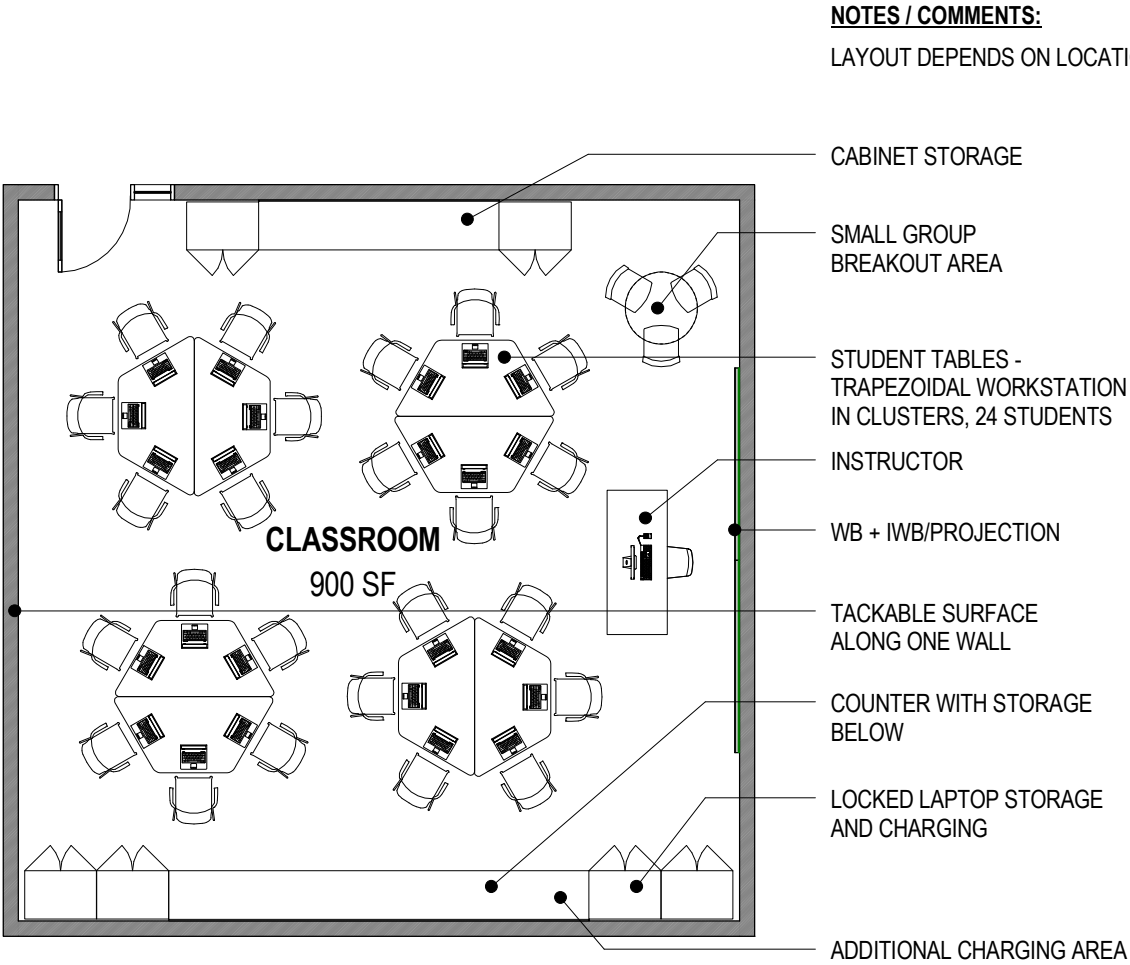 NOTES / COMMENTS:
LAYOUT DEPENDS ON
CABINET STORAGE
SMALL GROUP
BREAKOUT AREA
STUDENT TABLES -
TRAPEZOIDAL WORKSTATION
IN CLUSTERS, 24 STUDENTS
INSTRUCTOR
CLASSROOM
900 SF
WB + IWB/PROJECTION
TACKABLE SURFACE
ALONG ONE WALL
COUNTER WITH STORAGE
BELOW
LOCKED LAPTOP STORAGE
AND CHARGING
ADDITIONAL CHARGING AREA